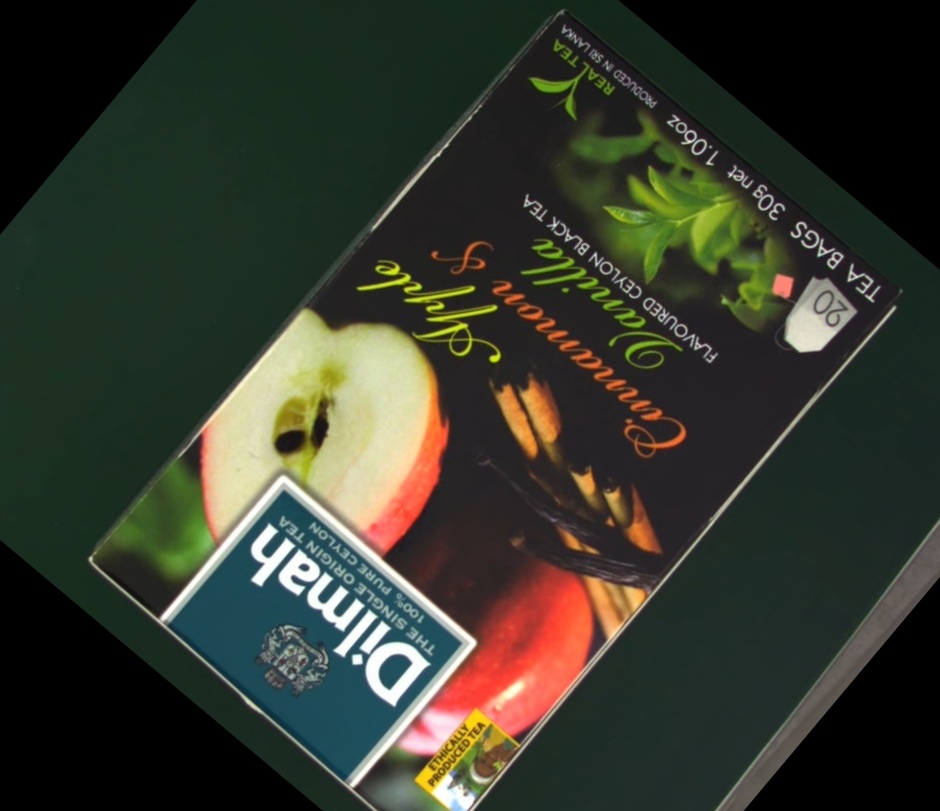 Dilmah
THE SINGLE ORIGIN TEA
100% PURE CEYLON
ETHICALLY
PRODUCED TEA
Apple
Cinnamon &
Vanilla
FLAVOURED CEYLON BLACK TEA
20
TEA BAGS 30g net 1.06oz
REAL TEA
PRODUCED IN SRI LANKA